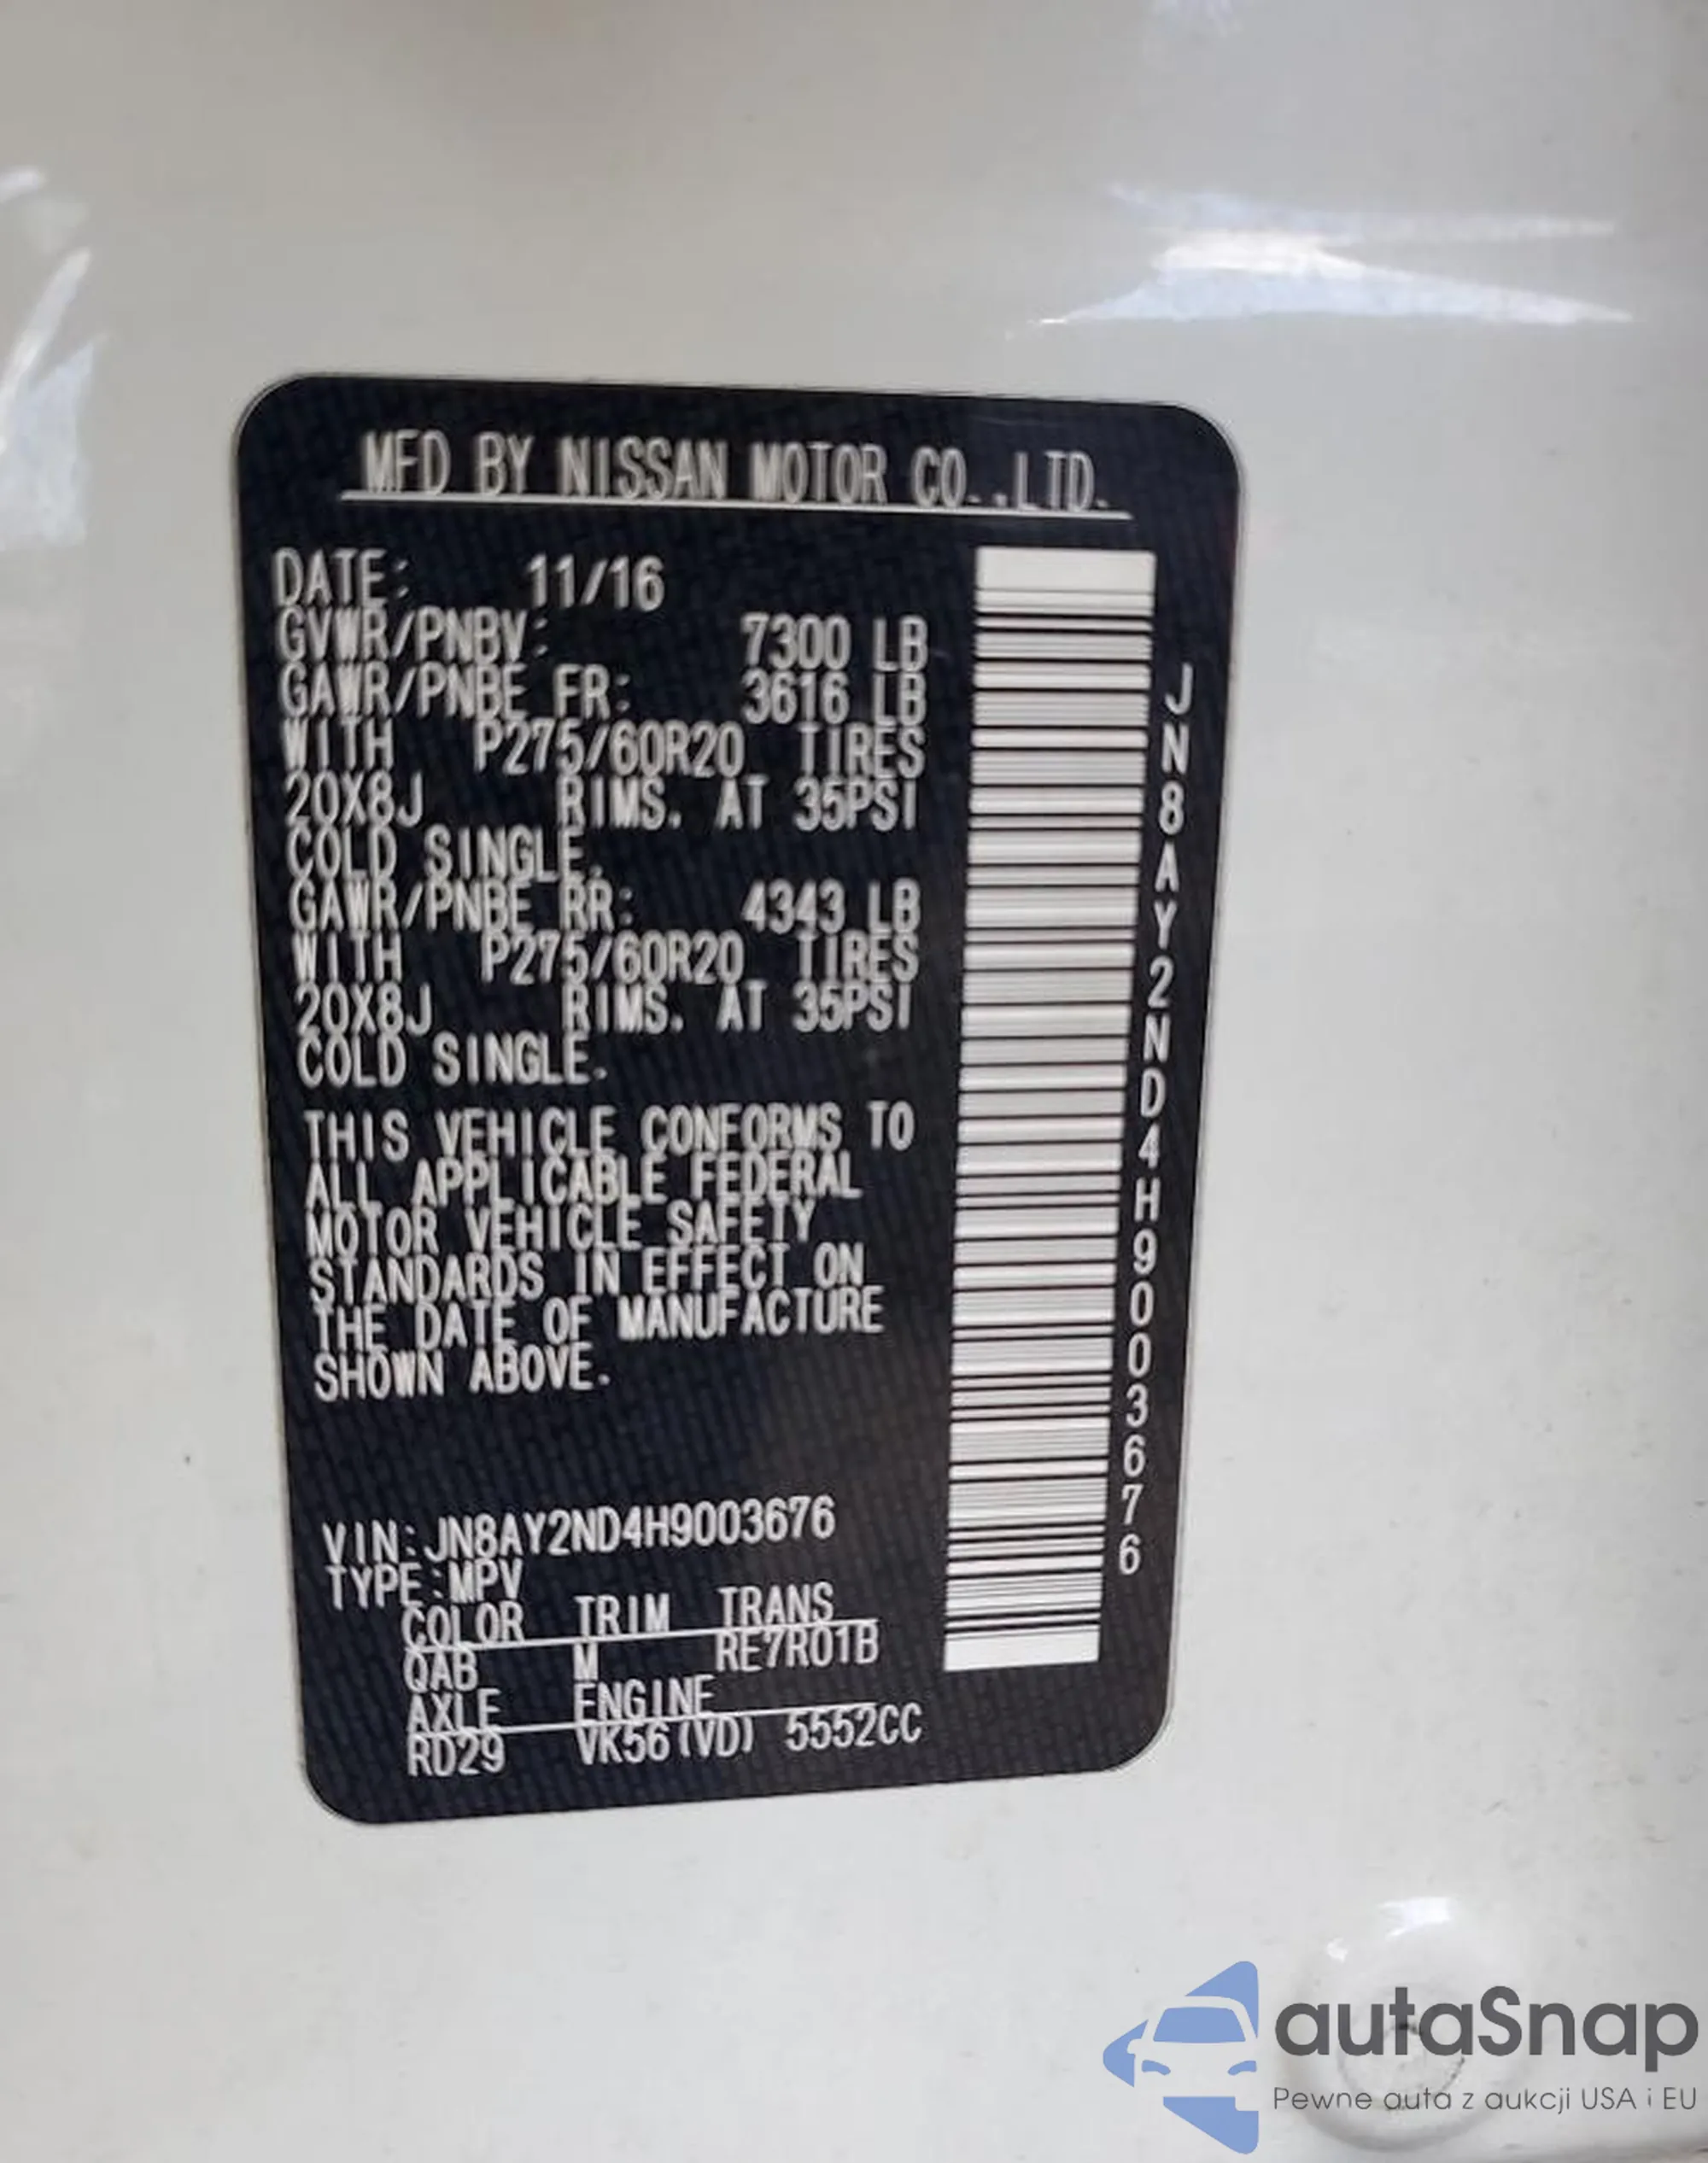 MFD BY NISSAN MOTOR CO.,LTD.
DATE: 11/16
GVWR/PNBV: 7300 LB
GAWR/PNBE FR: 3616 LB
WITH P275/60R20 TIRES
20X8J RIMS. AT 35PSI
COLD SINGLE.
GAWR/PNBE RR: 4343 LB
WITH P275/60R20 TIRES
20X8J RIMS. AT 35PSI
COLD SINGLE.
THIS VEHICLE CONFORMS TO
ALL APPLICABLE FEDERAL
MOTOR VEHICLE SAFETY
STANDARDS IN EFFECT ON
THE DATE OF MANUFACTURE
SHOWN ABOVE.
VIN:JN8AY2ND4H9003676
TYPE:MPV
COLOR TRIM TRANS
QAB M RE7R01B
AXLE ENGINE
RD29 VK56(VD) 5552CC
JN8AY2ND4H9003676
autaSnap
Pewne auta z aukcji USA i EU